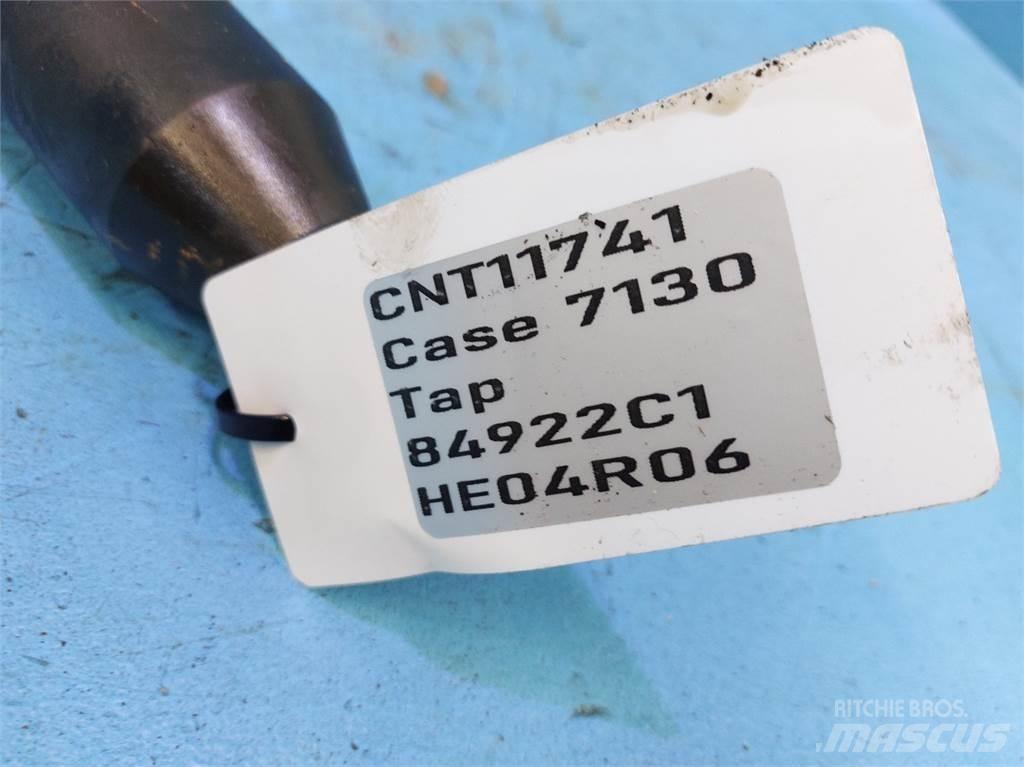 CNT11741
Case 7130
Tap
84922C1
HE04R06
RITCHIE BROS.
MASCUS